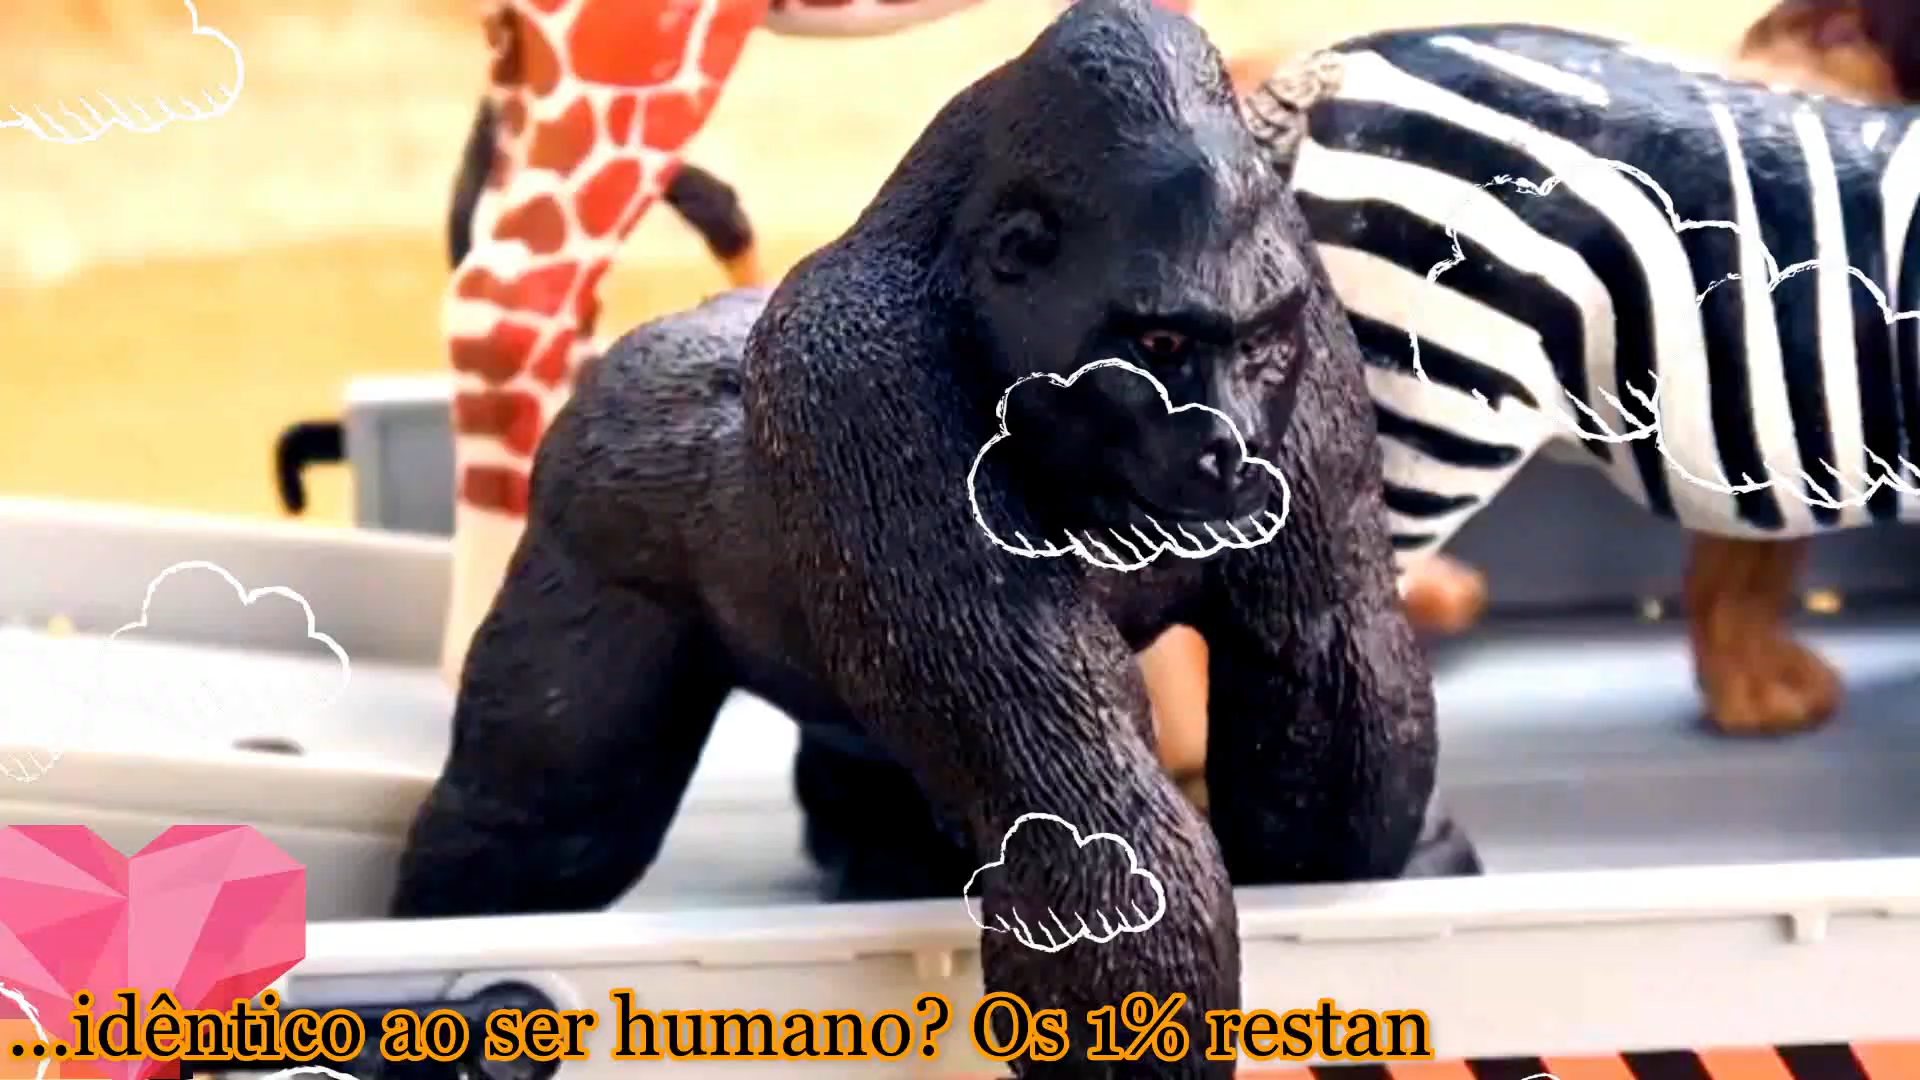 ...idêntico ao ser humano? Os 1% restan